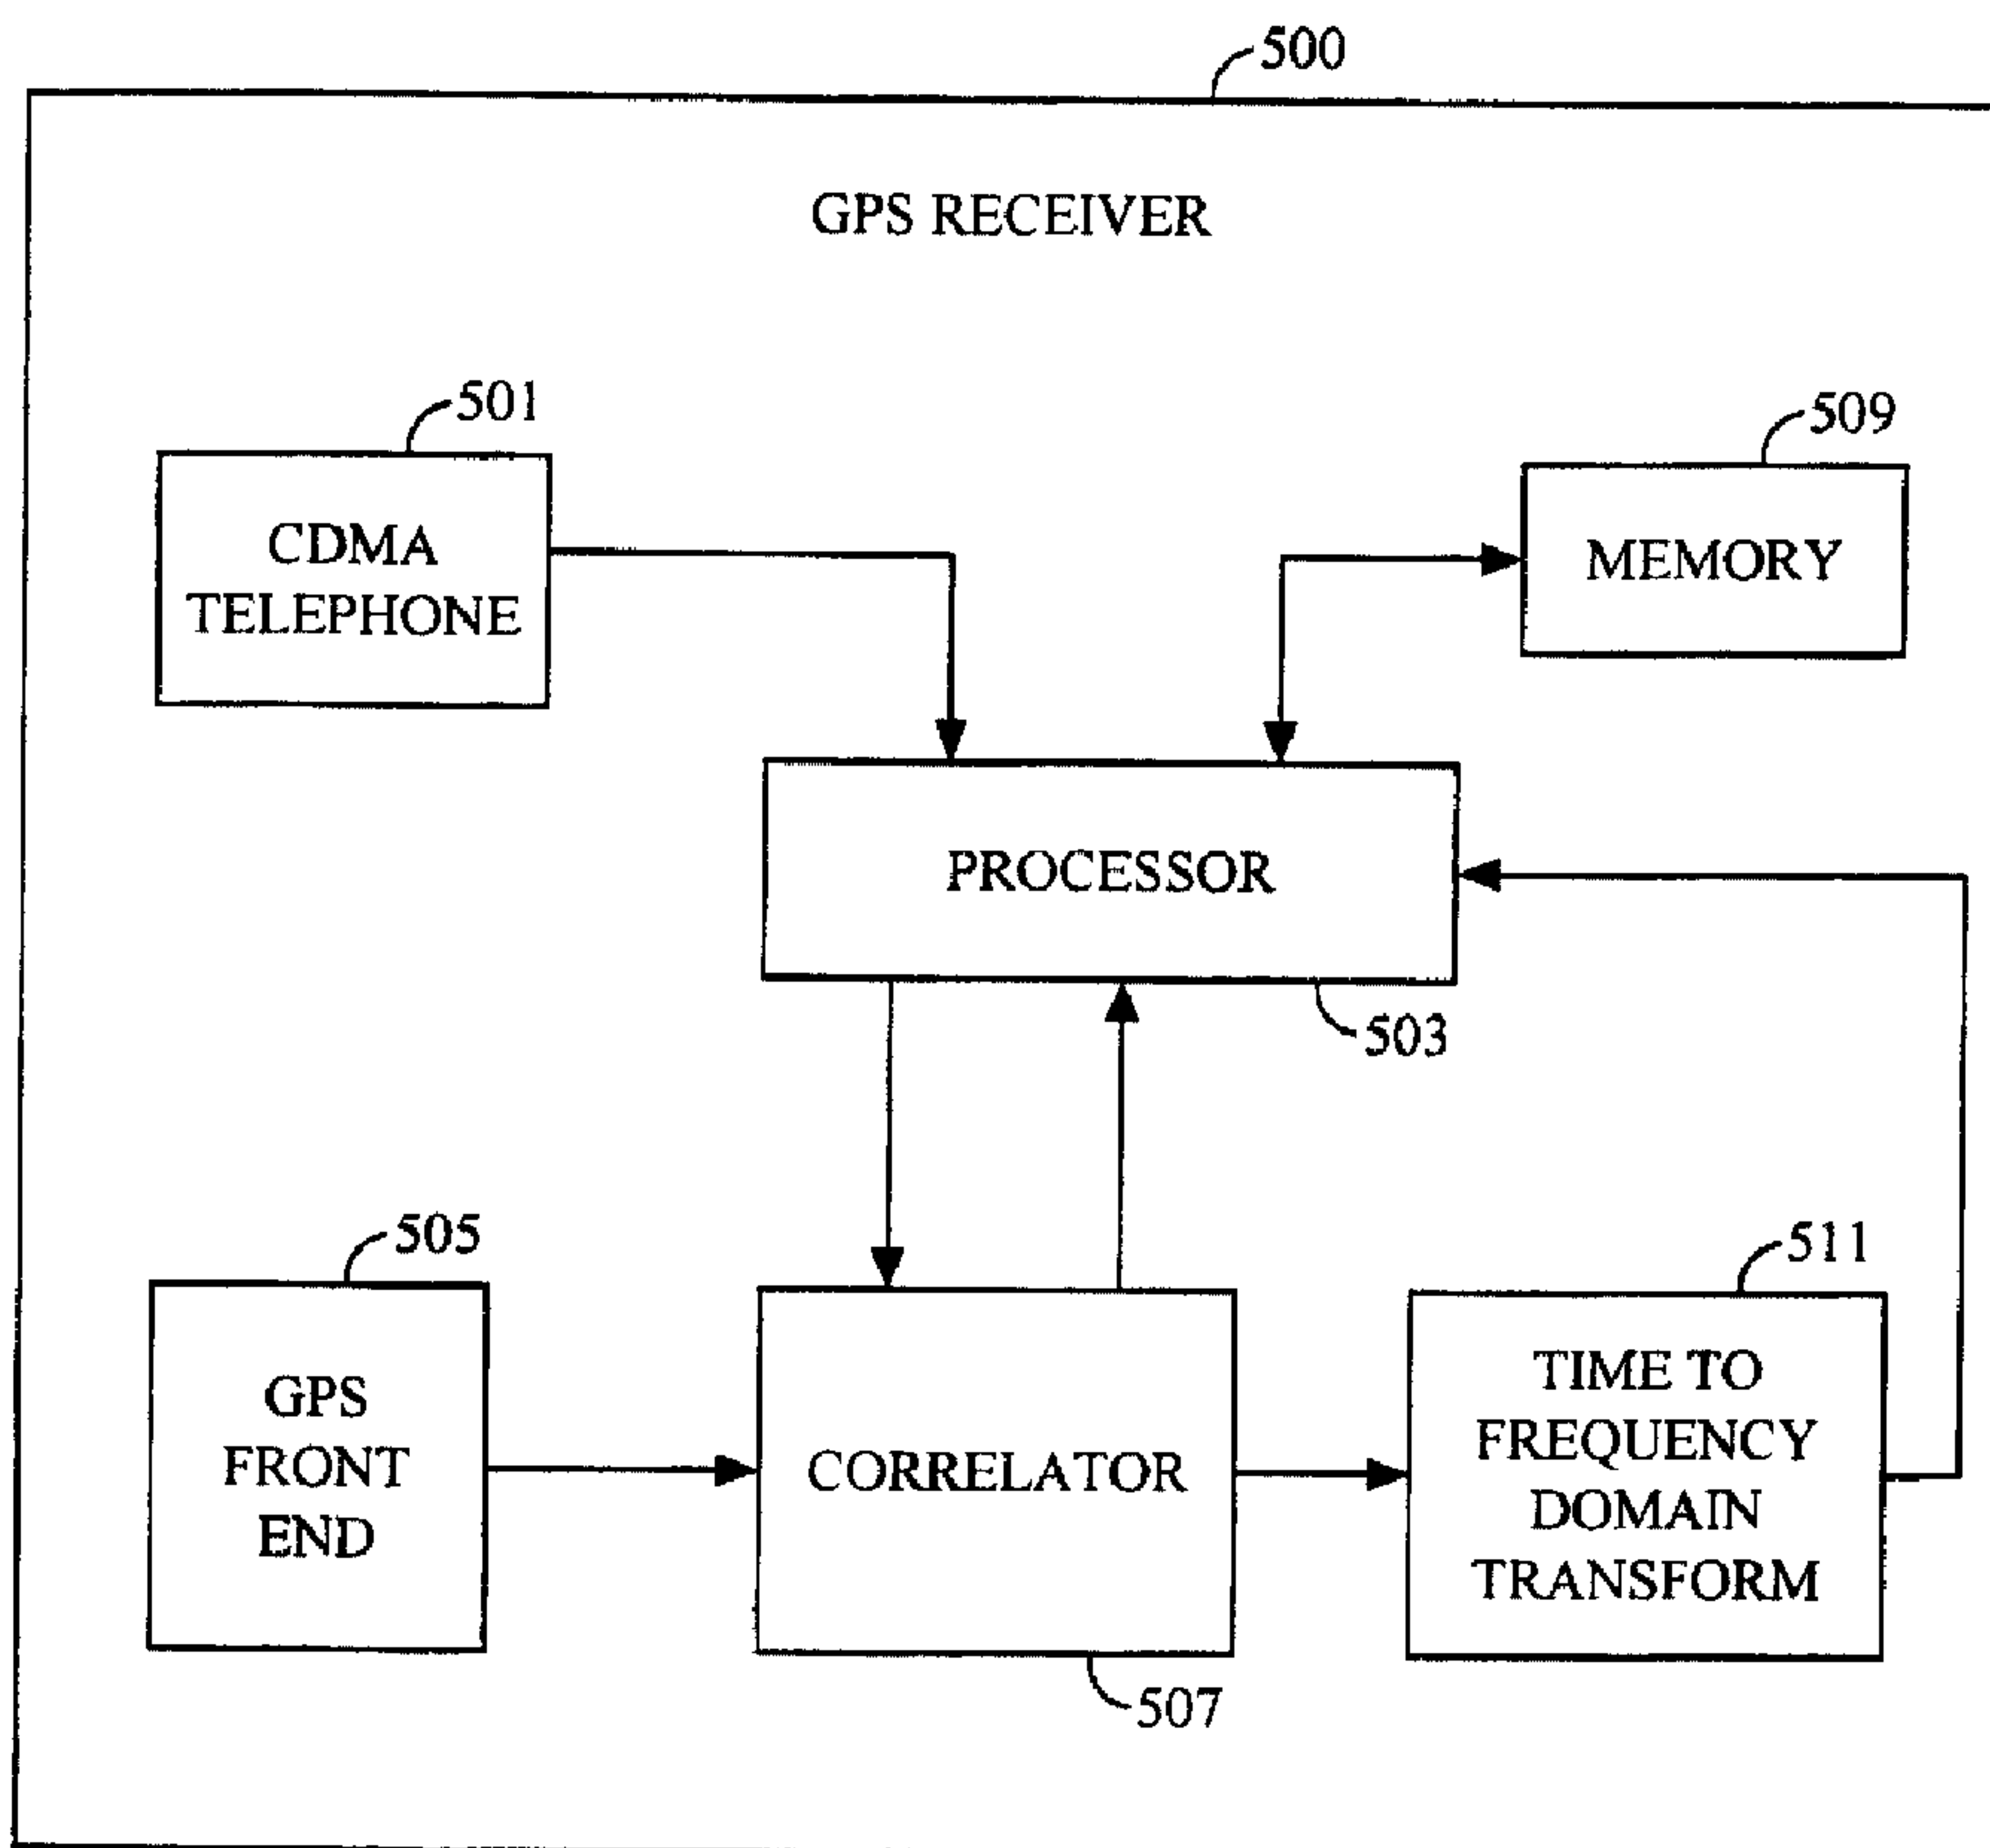 500
GPS RECEIVER
501
CDMA
TELEPHONE
509
MEMORY
PROCESSOR
503
505
GPS
FRONT
END
CORRELATOR
507
511
TIME TO
FREQUENCY
DOMAIN
TRANSFORM